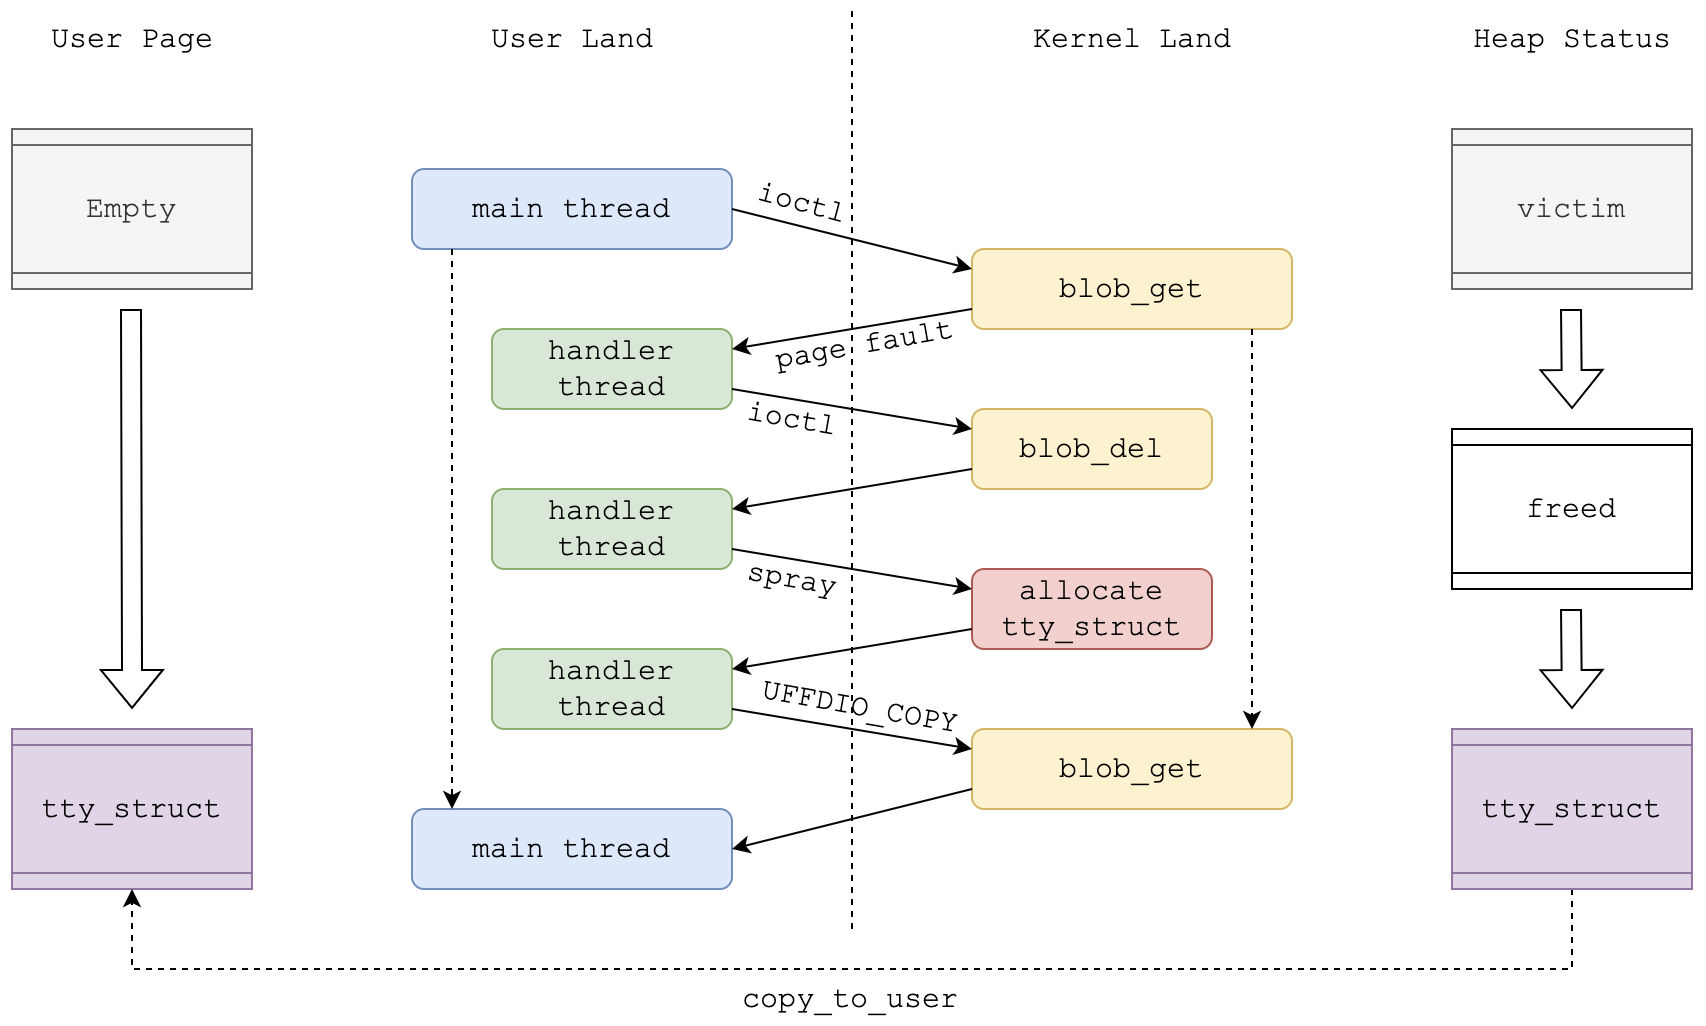 User Page
User Land
Kernel Land
Heap Status
Empty
main thread
ioctl
victim
blob_get
page fault
handler
thread
ioctl
blob_del
handler
thread
freed
spray
allocate
tty_struct
handler
thread
UFFDIO_COPY
blob_get
tty_struct
main thread
tty_struct
copy_to_user